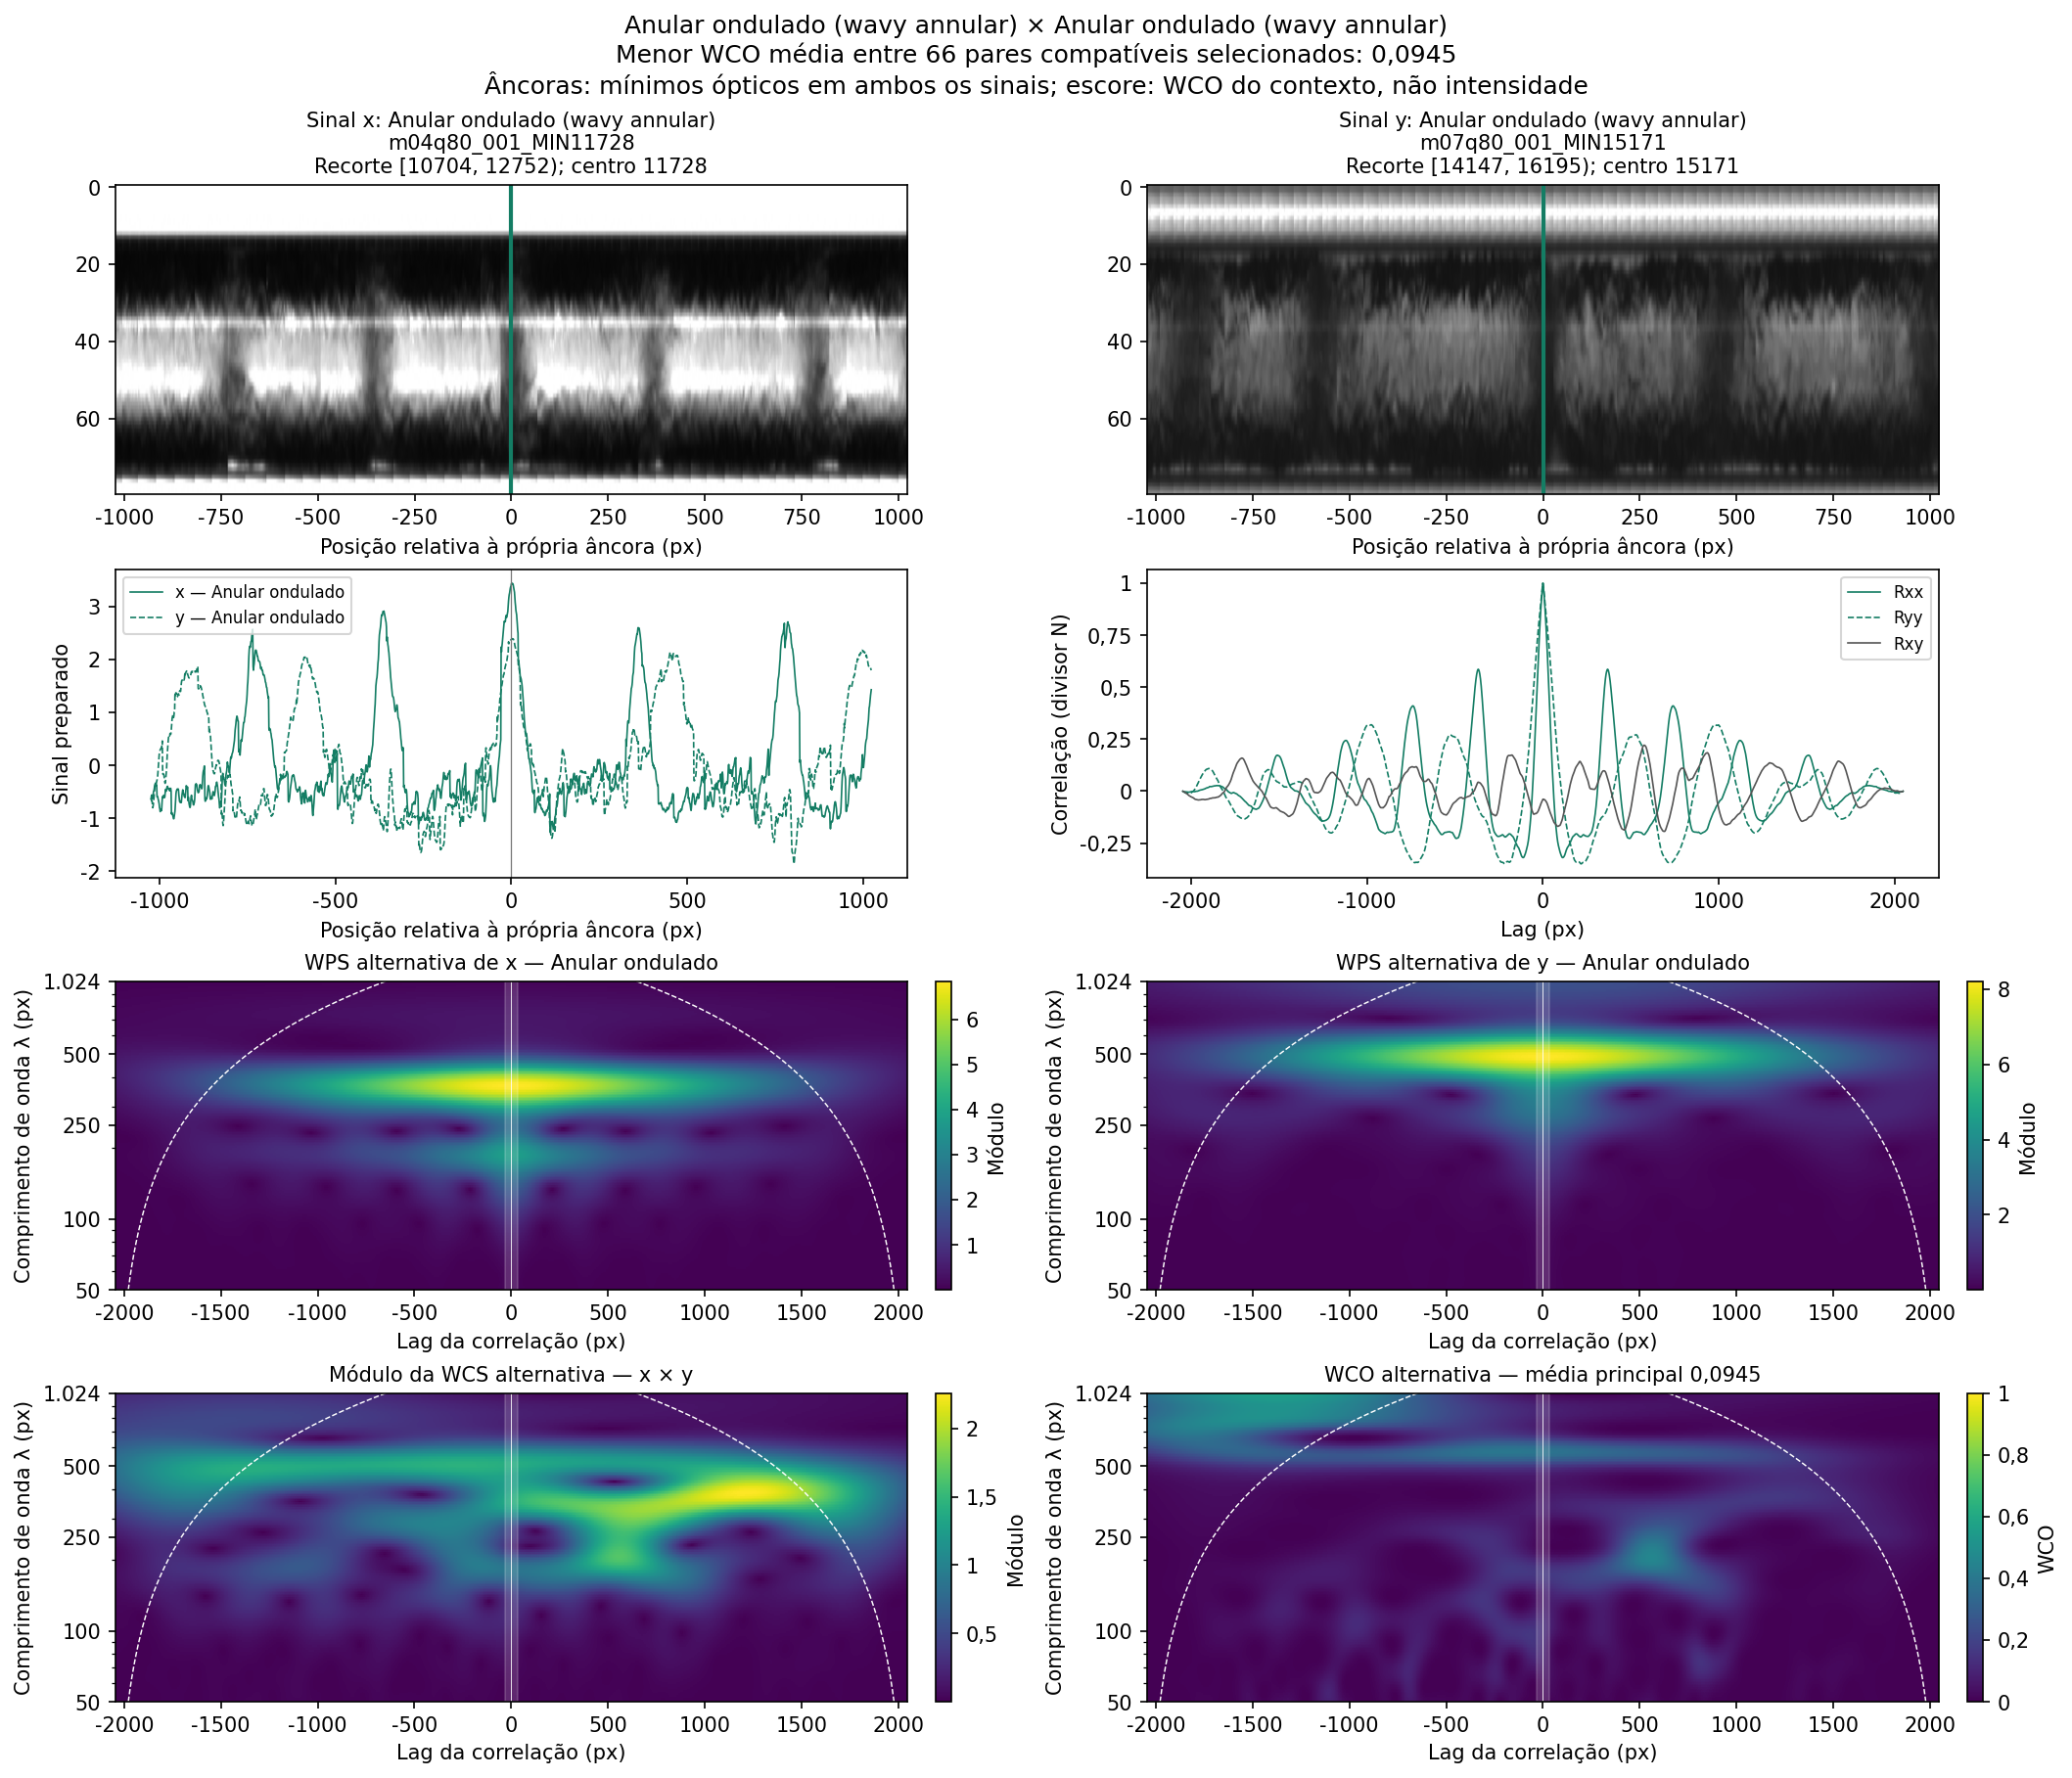 Anular ondulado (wavy annular) × Anular ondulado (wavy annular)
Menor WCO média entre 66 pares compatíveis selecionados: 0,0945
Âncoras: mínimos ópticos em ambos os sinais; escore: WCO do contexto, não intensidade
Sinal x: Anular ondulado (wavy annular)
m04q80_001_MIN11728
Recorte [10704, 12752); centro 11728
0
20
40
60
-1000 -750 -500 -250 0 250 500 750 1000
Posição relativa à própria âncora (px)
Sinal y: Anular ondulado (wavy annular)
m07q80_001_MIN15171
Recorte [14147, 16195); centro 15171
0
20
40
60
-1000 -750 -500 -250 0 250 500 750 1000
Posição relativa à própria âncora (px)
Sinal preparado
3
2
1
0
-1
-2
x — Anular ondulado
y — Anular ondulado
-1000 -500 0 500 1000
Posição relativa à própria âncora (px)
Correlação (divisor N)
1
0,75
0,5
0,25
0
-0,25
Rxx
Ryy
Rxy
-2000 -1000 0 1000 2000
Lag (px)
WPS alternativa de x — Anular ondulado
Comprimento de onda λ (px)
1.024
500
250
100
50
-2000 -1500 -1000 -500 0 500 1000 1500 2000
Lag da correlação (px)
6
5
4
3
2
1
Módulo
WPS alternativa de y — Anular ondulado
Comprimento de onda λ (px)
1.024
500
250
100
50
-2000 -1500 -1000 -500 0 500 1000 1500 2000
Lag da correlação (px)
8
6
4
2
Módulo
Módulo da WCS alternativa — x × y
Comprimento de onda λ (px)
1.024
500
250
100
50
-2000 -1500 -1000 -500 0 500 1000 1500 2000
Lag da correlação (px)
2
1,5
1
0,5
Módulo
WCO alternativa — média principal 0,0945
Comprimento de onda λ (px)
1.024
500
250
100
50
-2000 -1500 -1000 -500 0 500 1000 1500 2000
Lag da correlação (px)
1
0,8
0,6
0,4
0,2
0
WCO